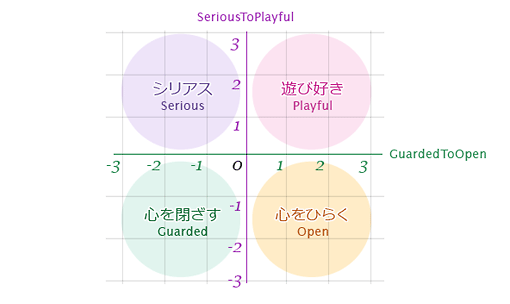 SeriousToPlayful
3
シリアス 2 遊び好き
Serious Playful
1
GuardedToOpen
-3 -2 -1 0 1 2 3
-1
心を閉ざす 心をひらく
Guarded Open
-2
-3